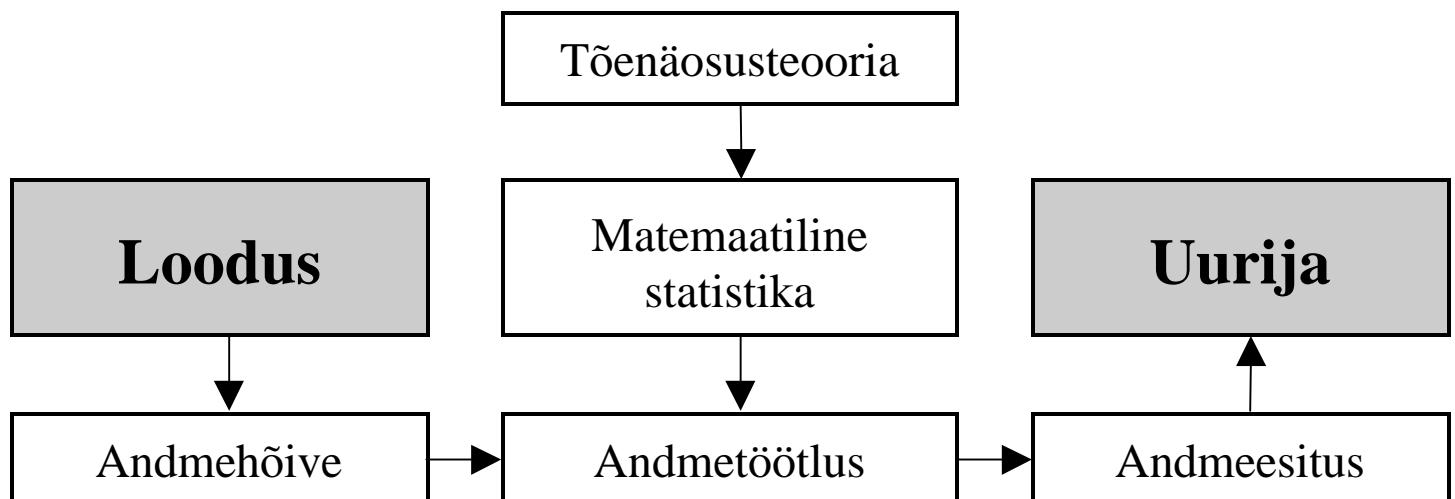 Tõenäosusteooria
Loodus
Matemaatiline
statistika
Uurija
Andmehõive
Andmetöötlus
Andmeesitus